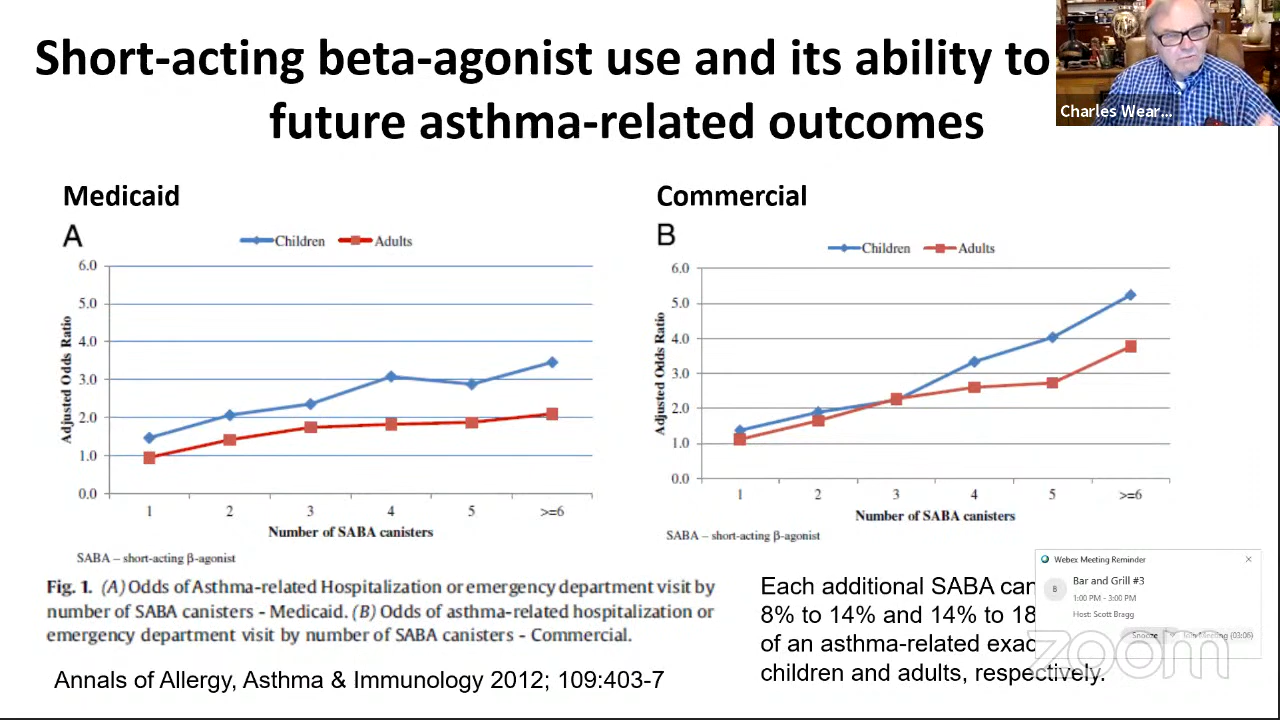 Short-acting beta-agonist use and its ability to
future asthma-related outcomes
Charles Wear...
Medicaid
Commercial
A
Children
Adults
6.0
5.0
4.0
3.0
2.0
1.0
0.0
Adjusted Odds Ratio
1 2 3 4 5 >=6
Number of SABA canisters
SABA – short-acting β-agonist
B
Children
Adults
6.0
5.0
4.0
3.0
2.0
1.0
0.0
Adjusted Odds Ratio
1 2 3 4 5 >=6
Number of SABA canisters
SABA – short-acting β-agonist
Fig. 1. (A) Odds of Asthma-related Hospitalization or emergency department visit by
number of SABA canisters - Medicaid. (B) Odds of asthma-related hospitalization or
emergency department visit by number of SABA canisters - Commercial.
Annals of Allergy, Asthma & Immunology 2012; 109:403-7
Each additional SABA
8% to 14% and 14% to 18
of an asthma-related
children and adults, respectively.
Webex Meeting Reminder
B
Bar and Grill #3
1:00 PM - 3:00 PM
Host: Scott Bragg
Snooze
Join Meeting (03:06)
zoom